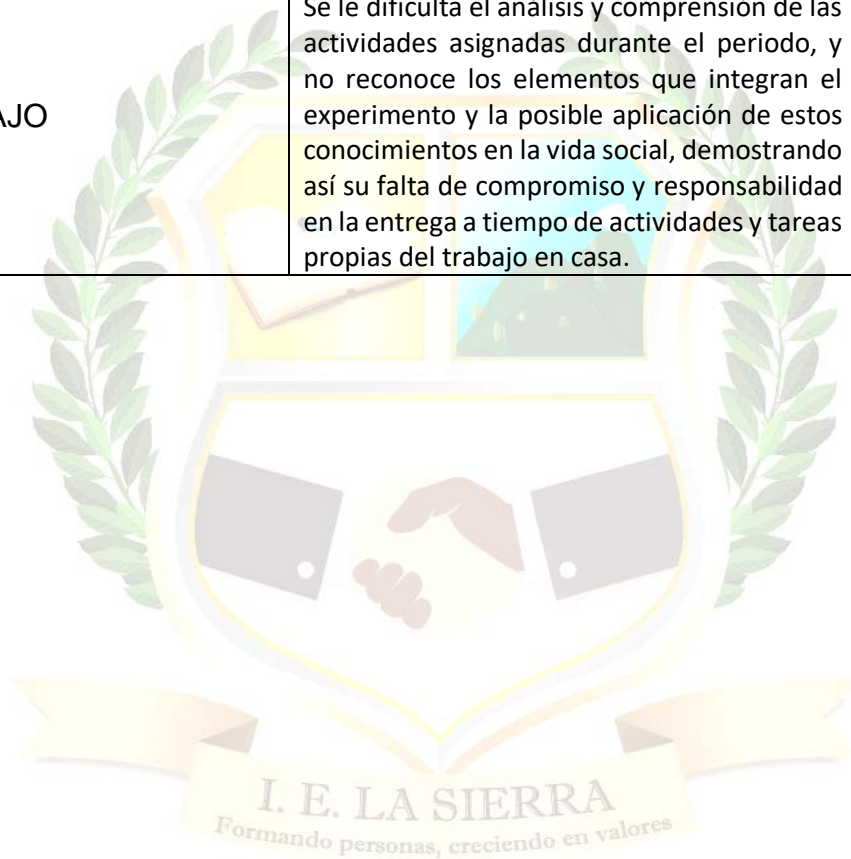 Se le dificulta el análisis y comprensión de las
actividades asignadas durante el periodo, y
no reconoce los elementos que integran el
AJO experimento y la posible aplicación de estos
conocimientos en la vida social, demostrando
así su falta de compromiso y responsabilidad
en la entrega a tiempo de actividades y tareas
propias del trabajo en casa.
I. E. LA SIERRA
Formando personas, creciendo en valores